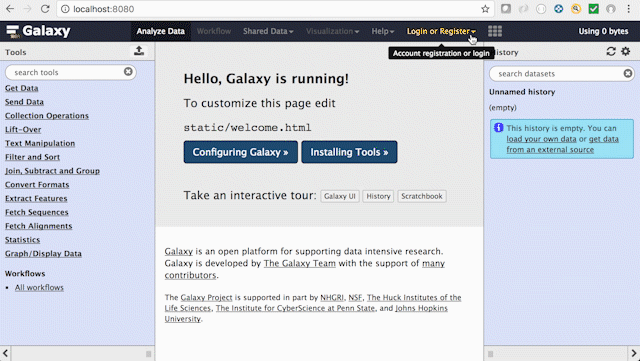 localhost:8080
Galaxy
Analyze Data
Workflow
Shared Data
Visualization
Help
Login or Register
Using 0 bytes
Account registration or login
Tools
search tools
Get Data
Send Data
Collection Operations
Lift-Over
Text Manipulation
Filter and Sort
Join, Subtract and Group
Convert Formats
Extract Features
Fetch Sequences
Fetch Alignments
Statistics
Graph/Display Data
Workflows
All workflows
Hello, Galaxy is running!
To customize this page edit
static/welcome.html
Configuring Galaxy »
Installing Tools »
Take an interactive tour:
Galaxy UI
History
Scratchbook
Galaxy is an open platform for supporting data intensive research.
Galaxy is developed by The Galaxy Team with the support of many
contributors.
The Galaxy Project is supported in part by NHGRI, NSF, The Huck Institutes of the
Life Sciences, The Institute for CyberScience at Penn State, and Johns Hopkins
University.
History
search datasets
Unnamed history
(empty)
This history is empty. You can
load your own data or get data
from an external source